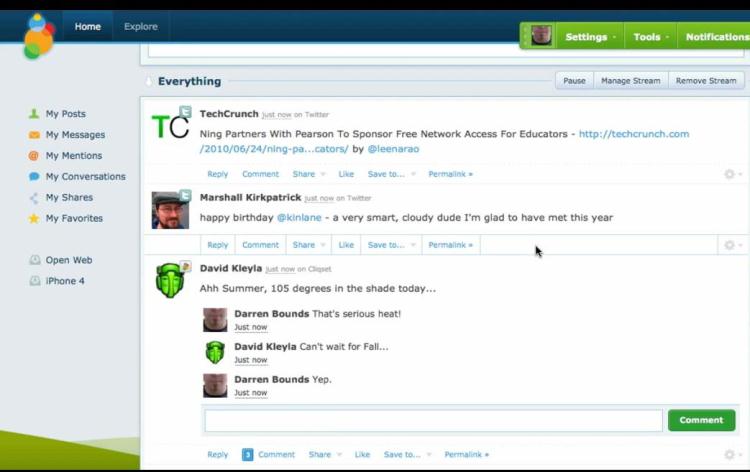 Home
Explore
Settings
Tools
Notifications
Everything
Pause
Manage Stream
Remove Stream
My Posts
My Messages
My Mentions
My Conversations
My Shares
My Favorites
Open Web
iPhone 4
TC
TechCrunch just now on Twitter
Ning Partners With Pearson To Sponsor Free Network Access For Educators - http://techcrunch.com
/2010/06/24/ning-pa...cators/ by @leenarao
Reply Comment Share Like Save to... Permalink »
Marshall Kirkpatrick just now on Twitter
happy birthday @kinlane - a very smart, cloudy dude I'm glad to have met this year
Reply Comment Share Like Save to... Permalink »
David Kleyla just now on Cliqset
Ahh Summer, 105 degrees in the shade today...
Darren Bounds That's serious heat!
Just now
David Kleyla Can't wait for Fall...
Just now
Darren Bounds Yep.
Just now
Comment
Reply 3 Comment Share Like Save to... Permalink »